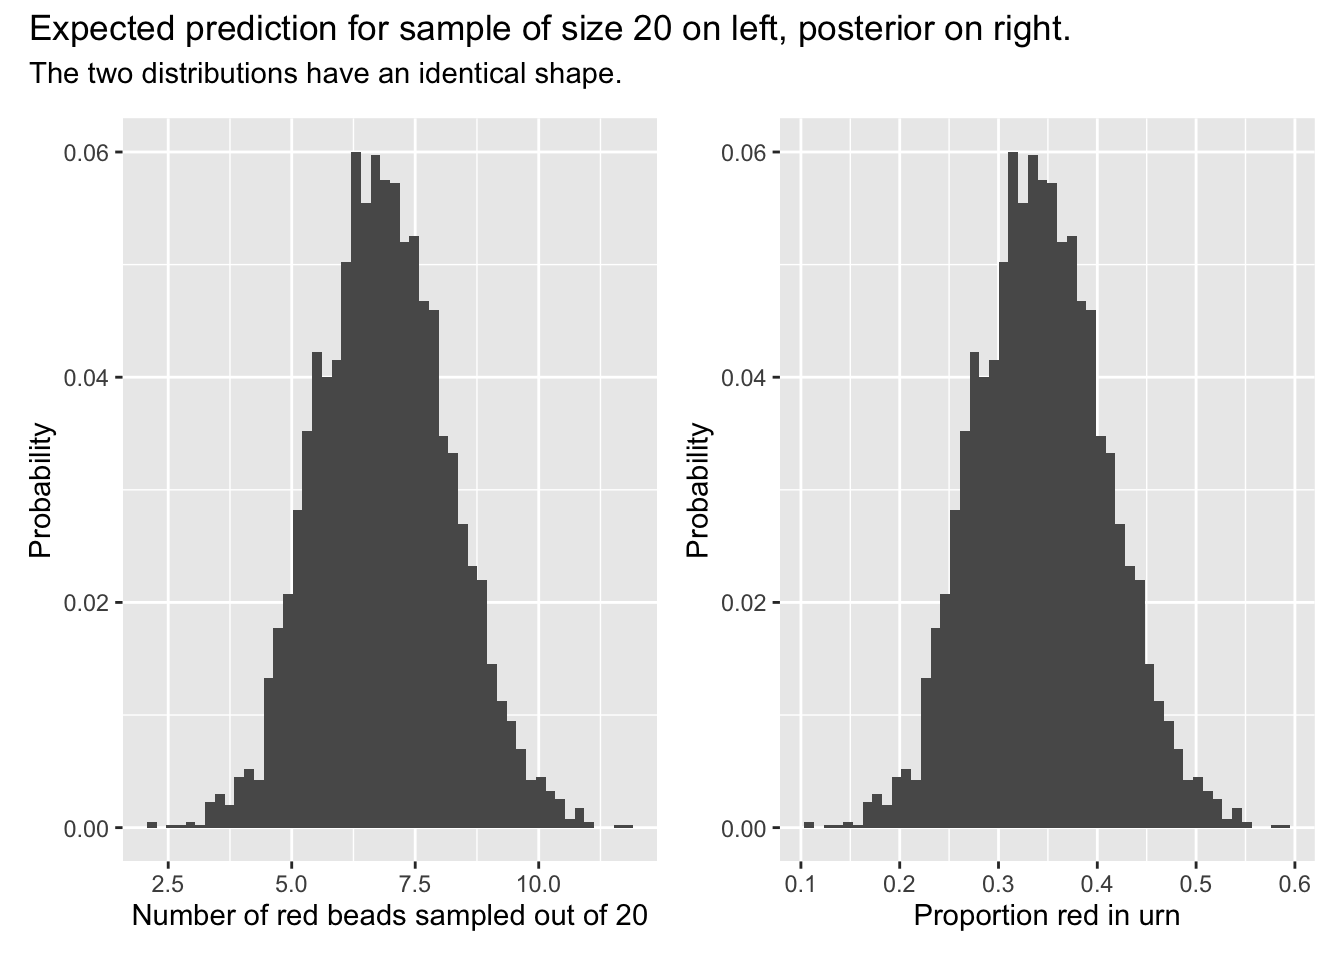 Expected prediction for sample of size 20 on left, posterior on right.
The two distributions have an identical shape.
Probability
0.06
0.04
0.02
0.00
2.5 5.0 7.5 10.0
Number of red beads sampled out of 20
Probability
0.06
0.04
0.02
0.00
0.1 0.2 0.3 0.4 0.5 0.6
Proportion red in urn